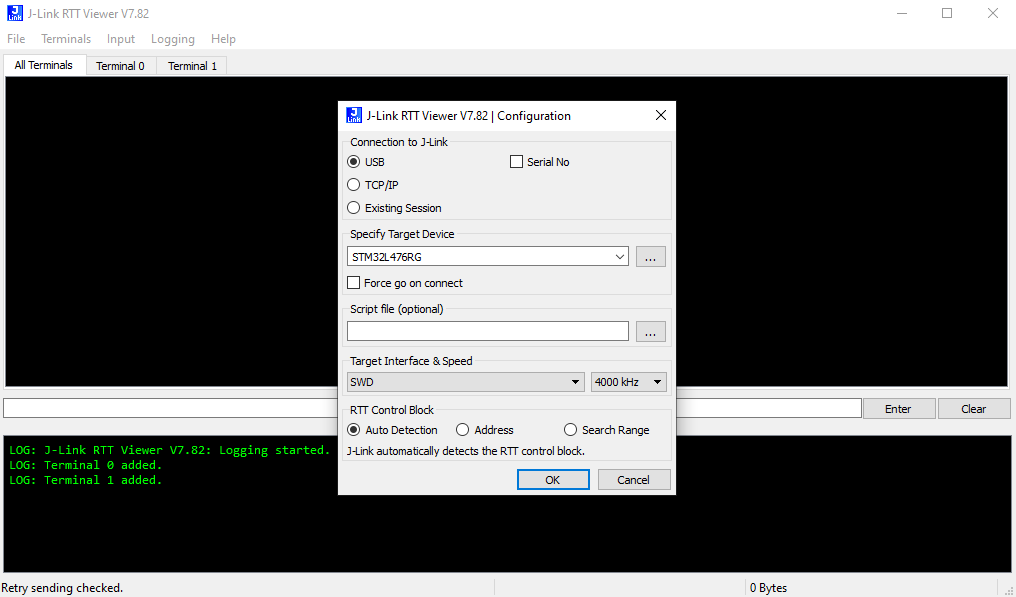 J-Link RTT Viewer V7.82
File Terminals Input Logging Help
All Terminals Terminal 0 Terminal 1
J-Link RTT Viewer V7.82 | Configuration
Connection to J-Link
USB Serial No
TCP/IP
Existing Session
Specify Target Device
STM32L476RG ...
Force go on connect
Script file (optional)
...
Target Interface & Speed
SWD 4000 kHz
RTT Control Block
Auto Detection Address Search Range
J-Link automatically detects the RTT control block.
OK Cancel
Enter Clear
LOG: J-Link RTT Viewer V7.82: Logging started.
LOG: Terminal 0 added.
LOG: Terminal 1 added.
Retry sending checked. 0 Bytes